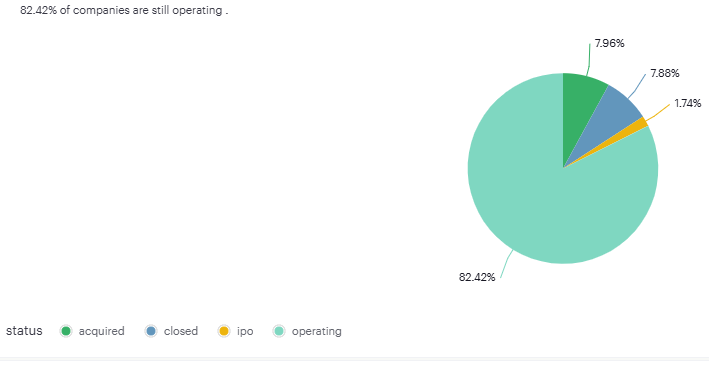 82.42% of companies are still operating .
7.96%
7.88%
1.74%
82.42%
status acquired closed ipo operating